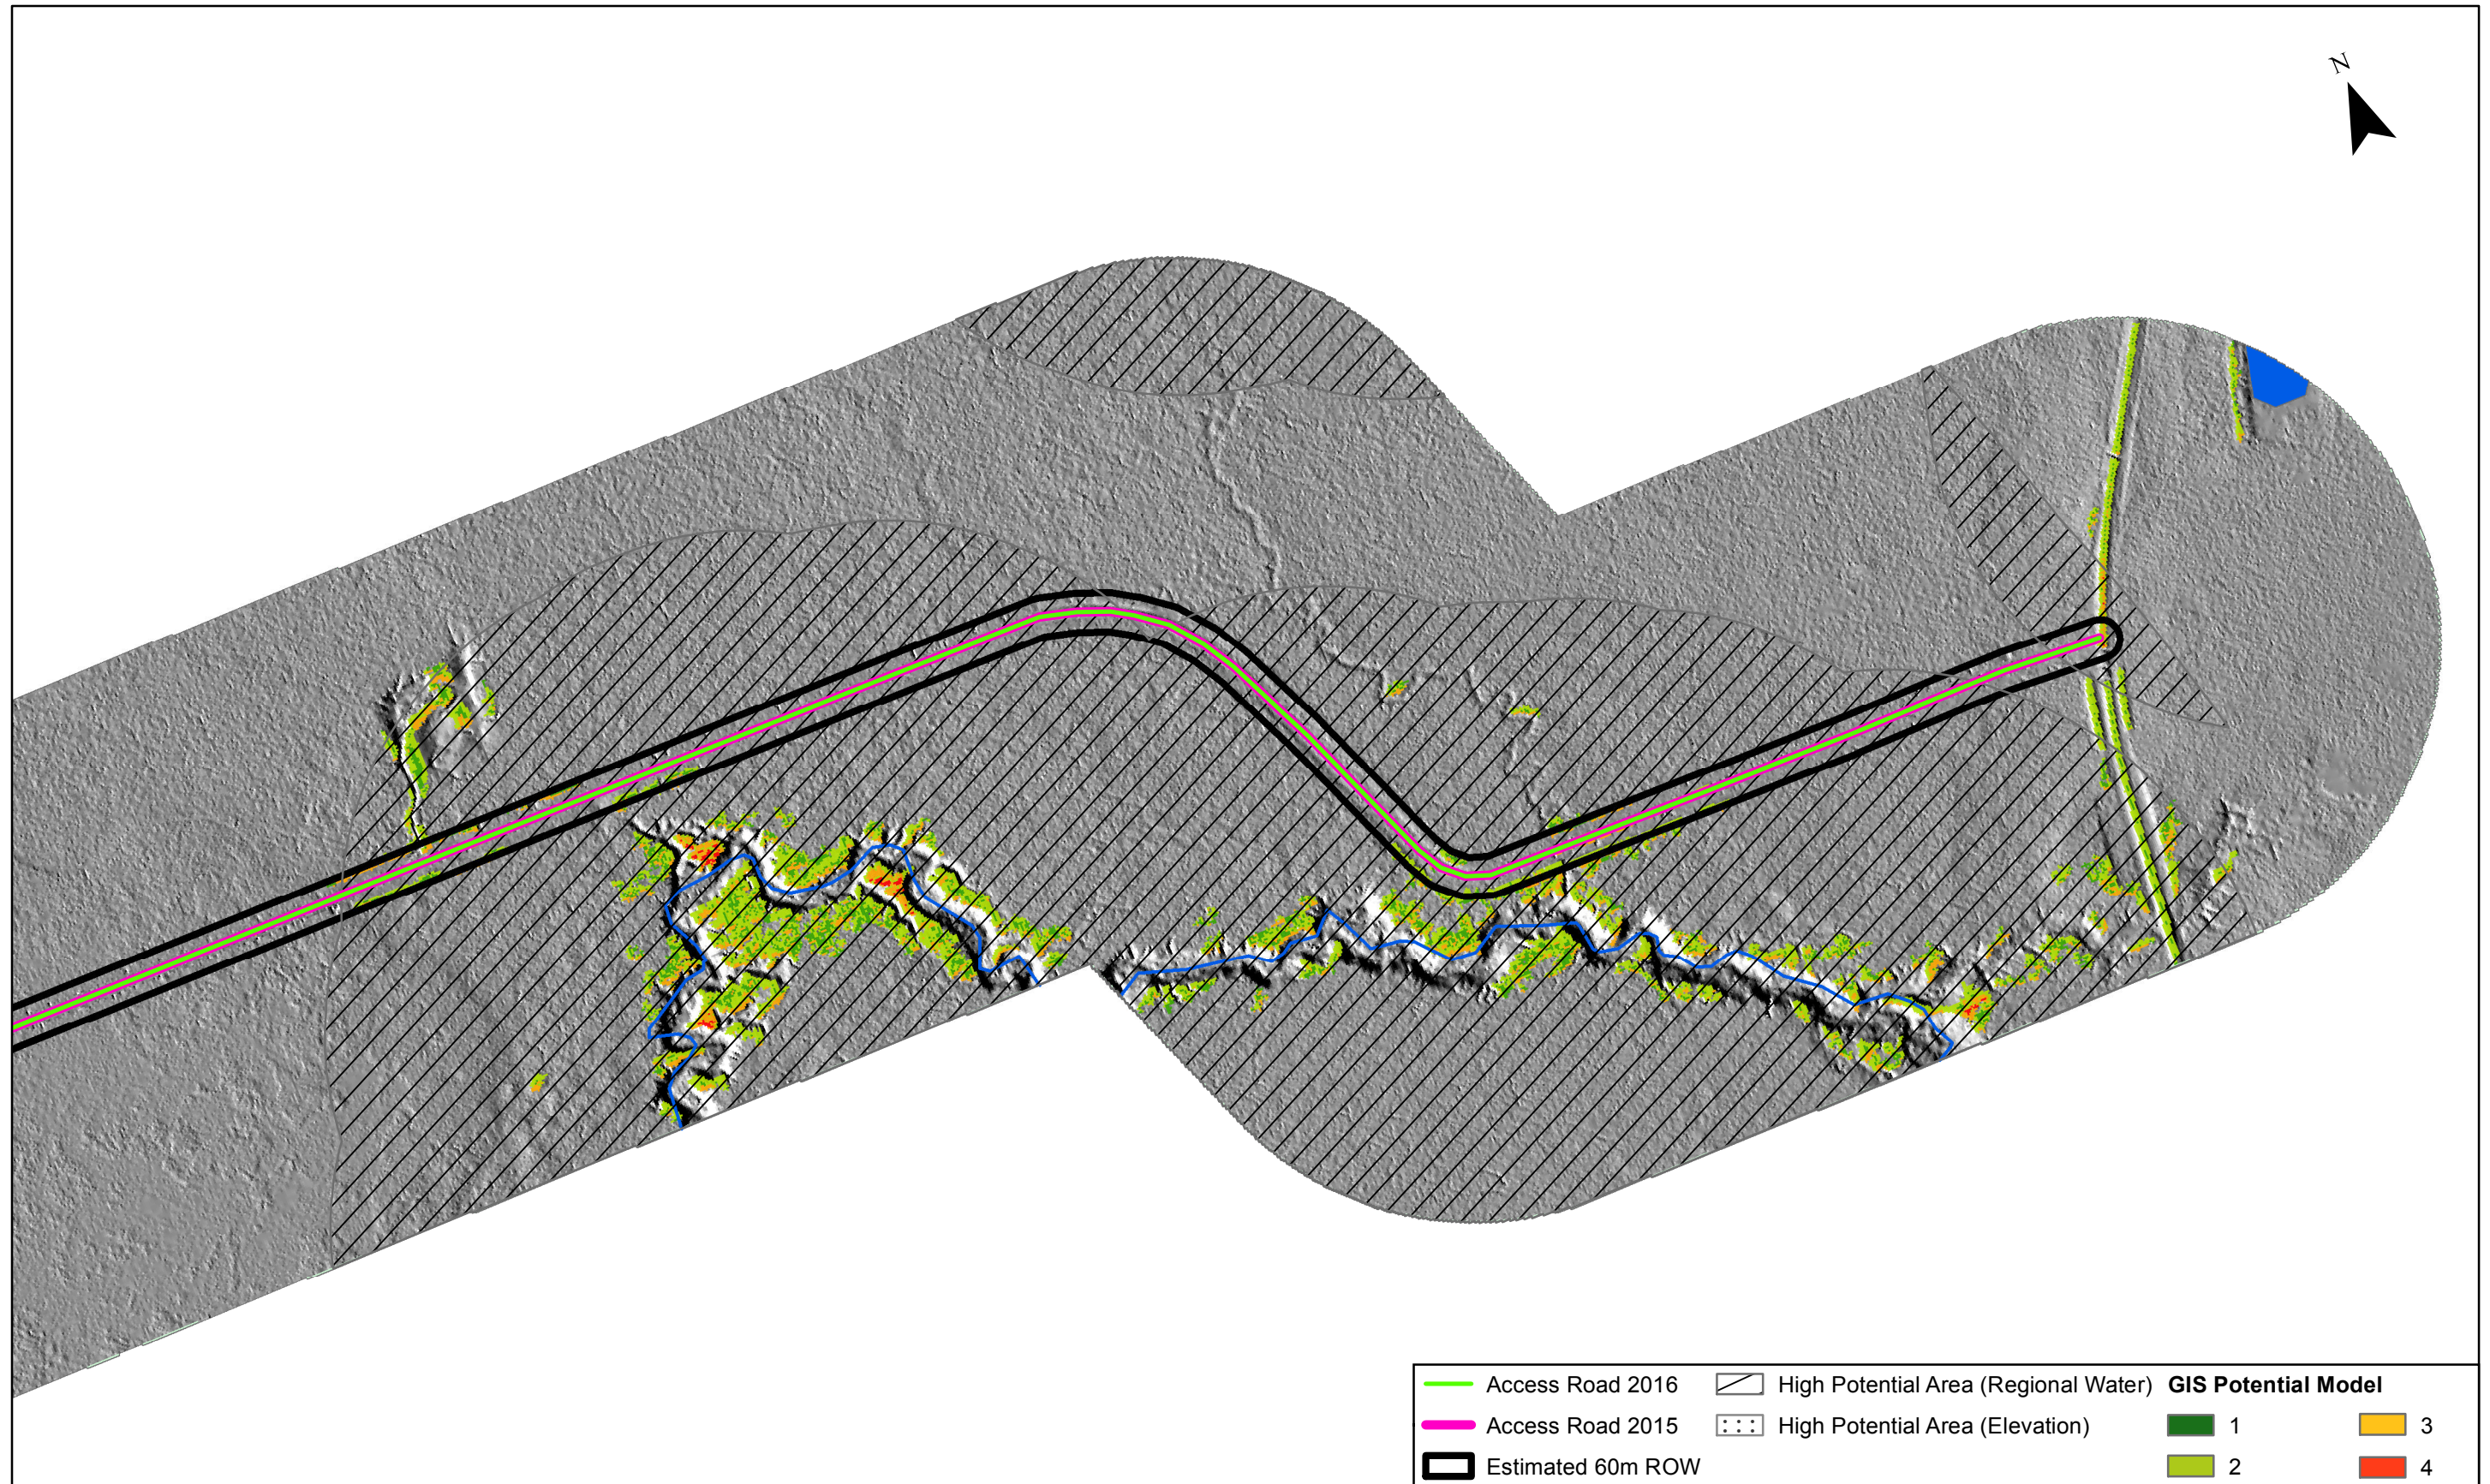 N
Access Road 2016
Access Road 2015
Estimated 60m ROW
High Potential Area (Regional Water)
High Potential Area (Elevation)
GIS Potential Model
1
2
3
4